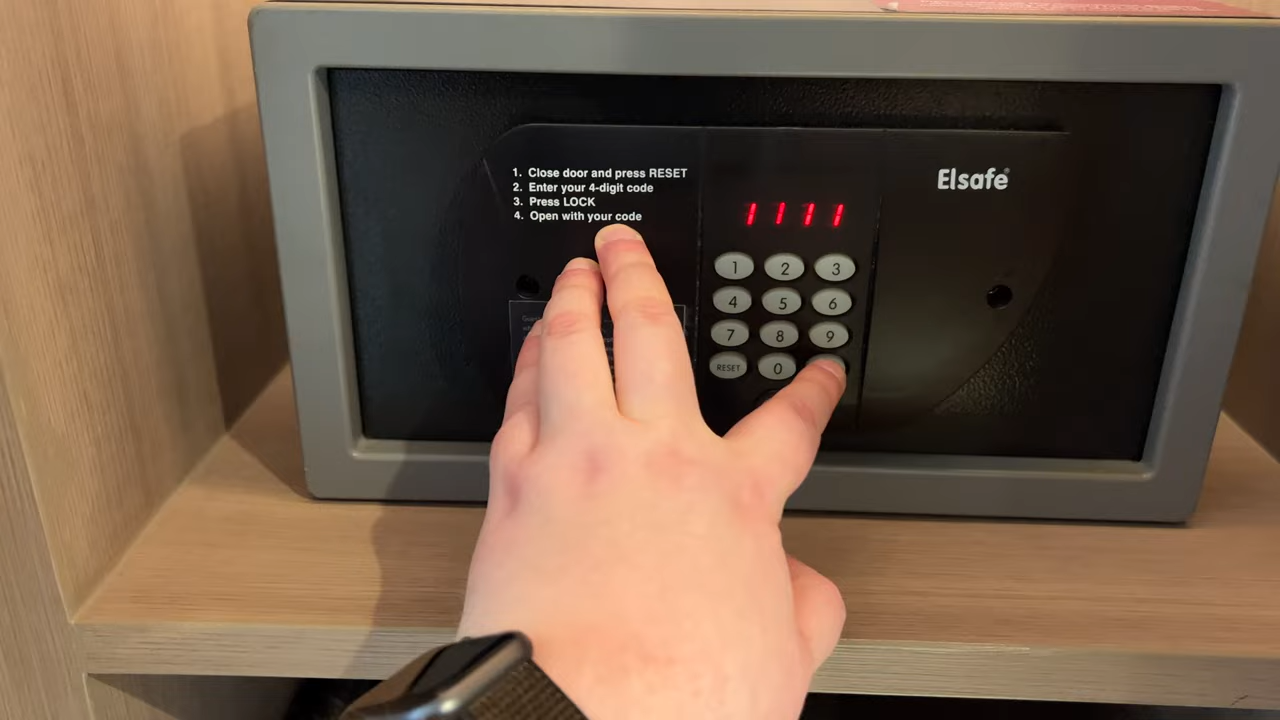 1. Close door and press RESET
2. Enter your 4-digit code
3. Press LOCK
4. Open with your code
Elsafe®
1111
1 2 3
4 5 6
7 8 9
RESET 0